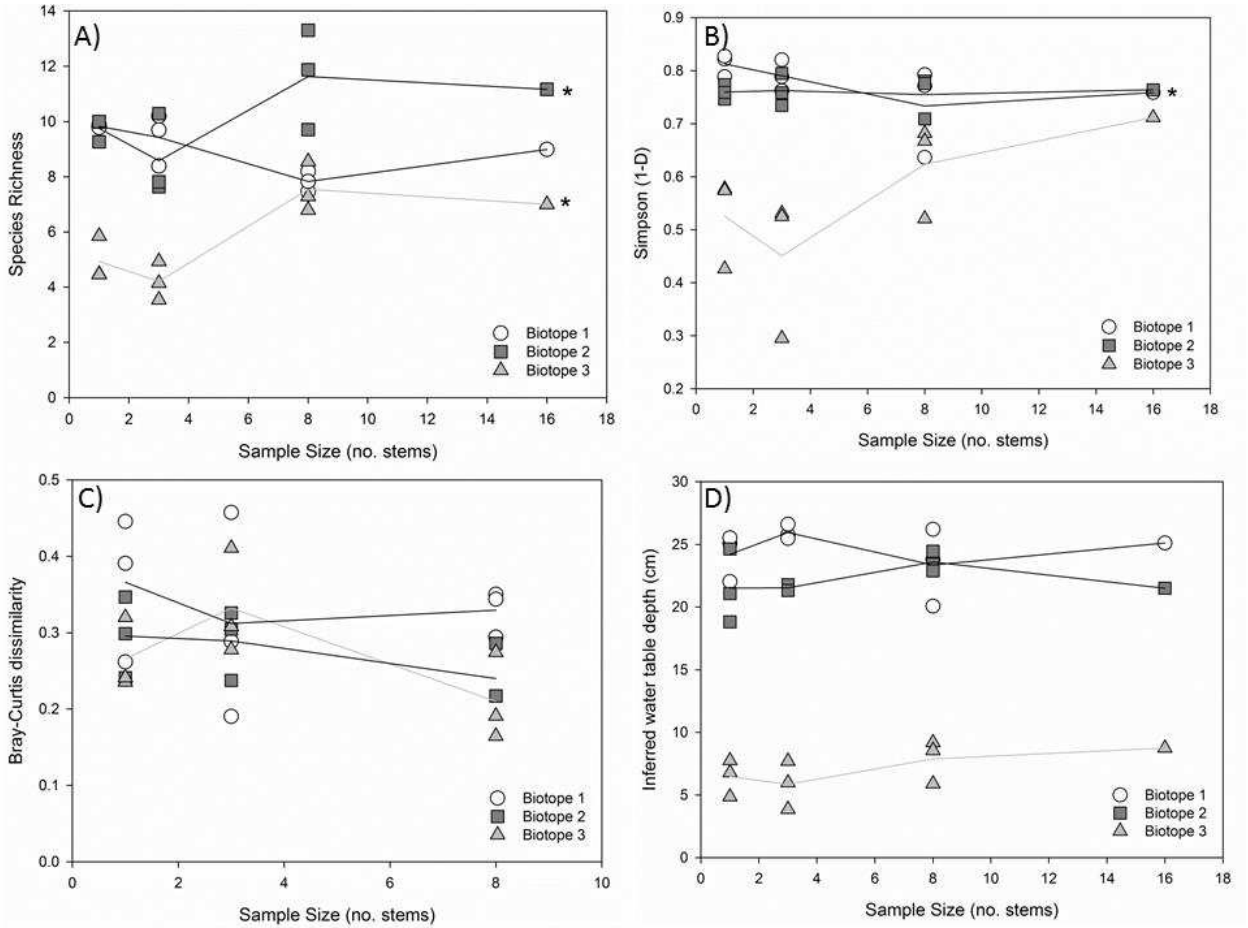 A)
Species Richness
14
12
10
8
6
4
2
0
*
*
Biotope 1
Biotope 2
Biotope 3
0 2 4 6 8 10 12 14 16 18
Sample Size (no. stems)
B)
Simpson (1-D)
0.9
0.8
0.7
0.6
0.5
0.4
0.3
0.2
*
Biotope 1
Biotope 2
Biotope 3
0 2 4 6 8 10 12 14 16 18
Sample Size (no. stems)
C)
Bray-Curtis dissimilarity
0.5
0.4
0.3
0.2
0.1
0.0
Biotope 1
Biotope 2
Biotope 3
0 2 4 6 8 10
Sample Size (no. stems)
D)
Inferred water table depth (cm)
30
25
20
15
10
5
0
Biotope 1
Biotope 2
Biotope 3
0 2 4 6 8 10 12 14 16 18
Sample Size (no. stems)